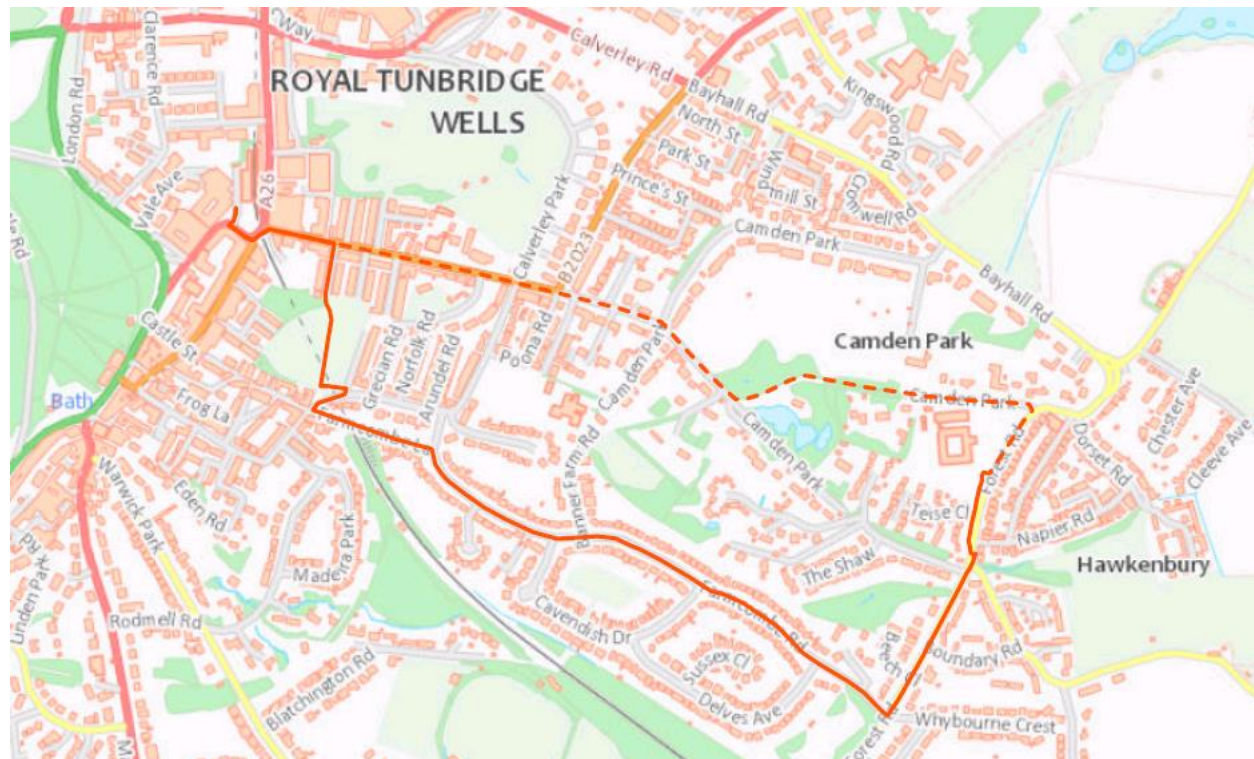 Clarence Rd
Way
London Rd
ROYAL TUNBRIDGE
WELLS
Calverley Rd
Bayhall Rd
Kingswood Rd
North St
Park St
Wind
mill St
Prince's St
Cromwell Rd
Vale Ave
A26
Calverley Park
Camden Park
B2023
Bayhall Rd
Castle St
Grecian Rd
Norfolk Rd
Arundel Rd
Poona Rd
Camden Park
Camden Park
Camden Park
Bath
Frog La
Camden Park
Forest Rd
Dorset Rd
Chester Ave
Cleeve Ave
Warwick Park
Eden Rd
Madeira Park
Banner Farm Rd
Teise Cl
Napier Rd
The Shaw
Hawkenbury
Linden Park
Rodmell Rd
Cavendish Dr
Farmcombe Rd
Sussex Cl
Boundary Rd
Blatchington Rd
Delves Ave
Whybourne Crest